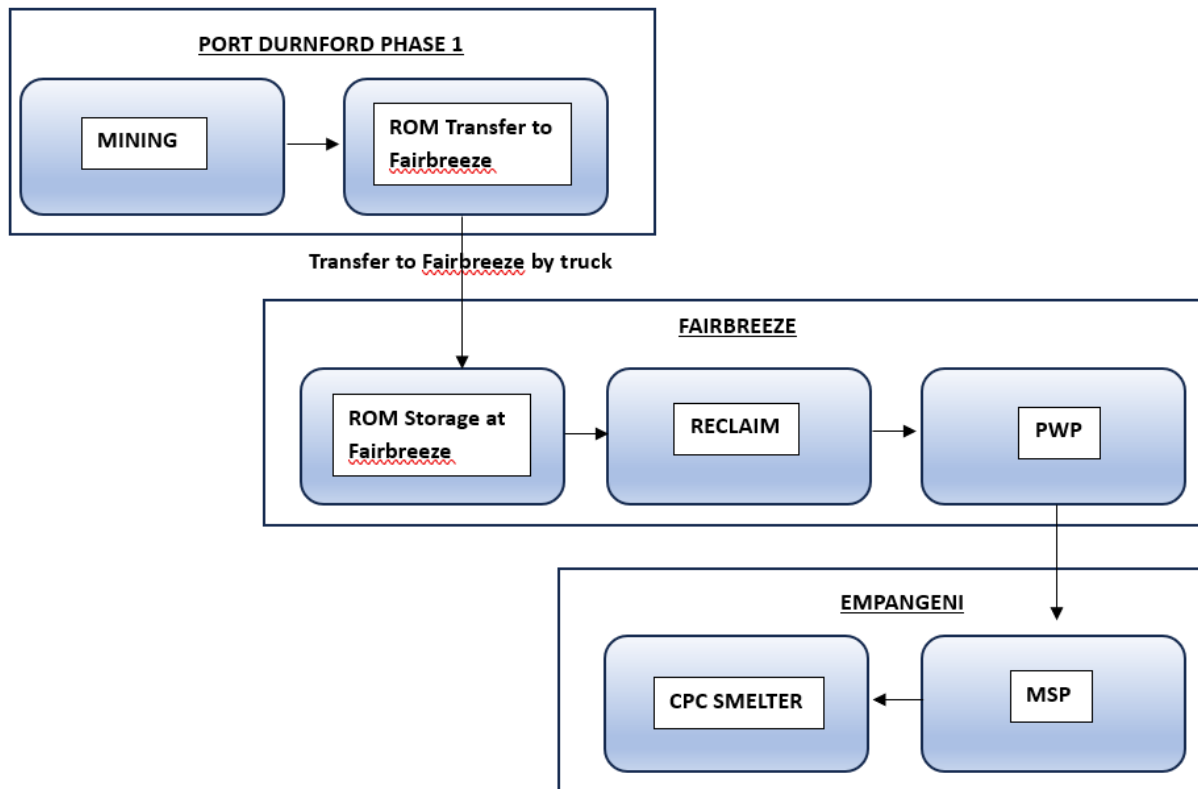 PORT DURNFORD PHASE 1
MINING
ROM Transfer to
Fairbreeze
Transfer to Fairbreeze by truck
FAIRBREEZE
ROM Storage at
Fairbreeze
RECLAIM
PWP
EMPANGENI
CPC SMELTER
MSP